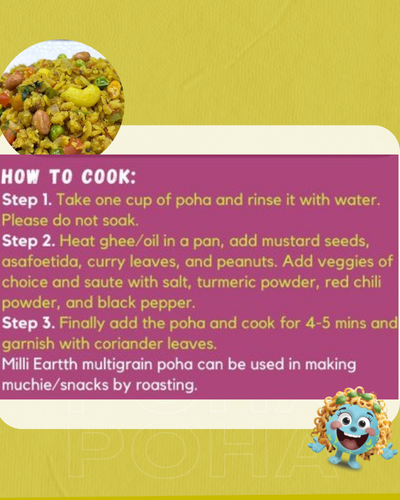 HOW TO COOK:
Step 1. Take one cup of poha and rinse it with water.
Please do not soak.
Step 2. Heat ghee/oil in a pan, add mustard seeds,
asafoetida, curry leaves, and peanuts. Add veggies of
choice and saute with salt, turmeric powder, red chili
powder, and black pepper.
Step 3. Finally add the poha and cook for 4-5 mins and
garnish with coriander leaves.
Milli Eartth multigrain poha can be used in making
muchie/snacks by roasting.
POHA
POHA